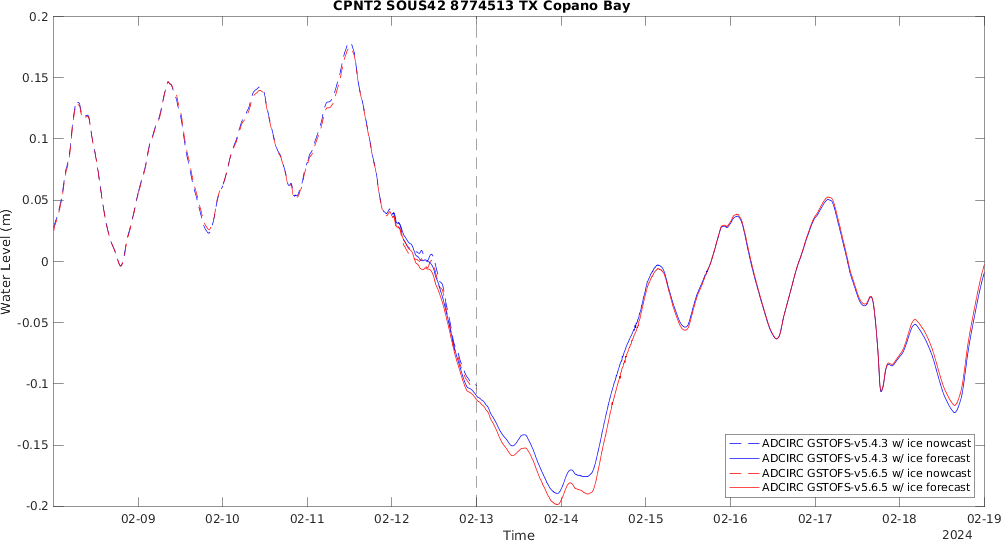 CPNT2 SOUS42 8774513 TX Copano Bay
0.2
0.15
0.1
0.05
0
-0.05
-0.1
-0.15
-0.2
Water Level (m)
02-09 02-10 02-11 02-12 02-13 02-14 02-15 02-16 02-17 02-18 02-19
Time
2024
ADCIRC GSTOFS-v5.4.3 w/ ice nowcast
ADCIRC GSTOFS-v5.4.3 w/ ice forecast
ADCIRC GSTOFS-v5.6.5 w/ ice nowcast
ADCIRC GSTOFS-v5.6.5 w/ ice forecast